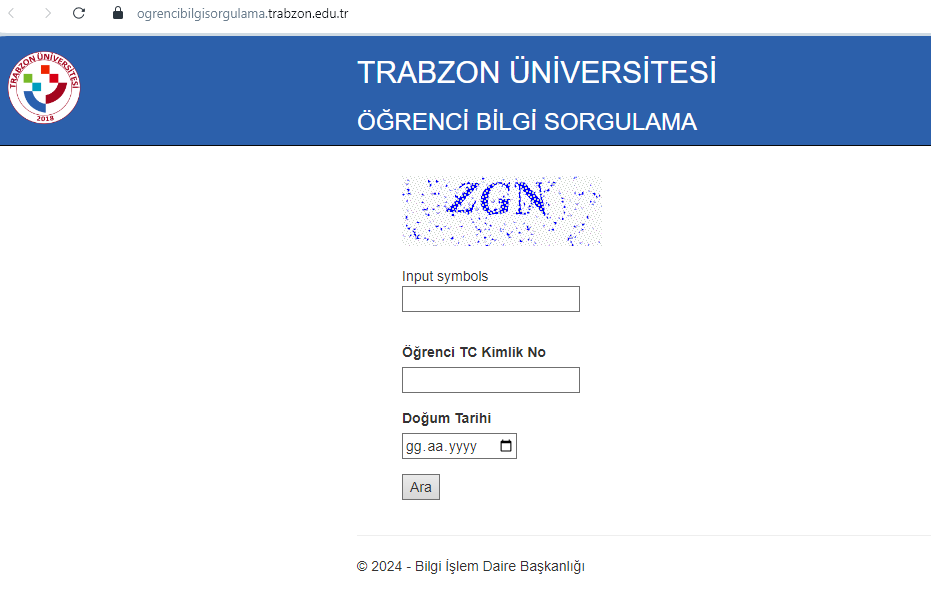 ogrencibilgisorgulama.trabzon.edu.tr
TRABZON ÜNİVERSİTESİ
2018
TRABZON ÜNİVERSİTESİ
ÖĞRENCİ BİLGİ SORGULAMA
ZGN
Input symbols
Öğrenci TC Kimlik No
Doğum Tarihi
gg.aa.yyyy
Ara
© 2024 - Bilgi İşlem Daire Başkanlığı